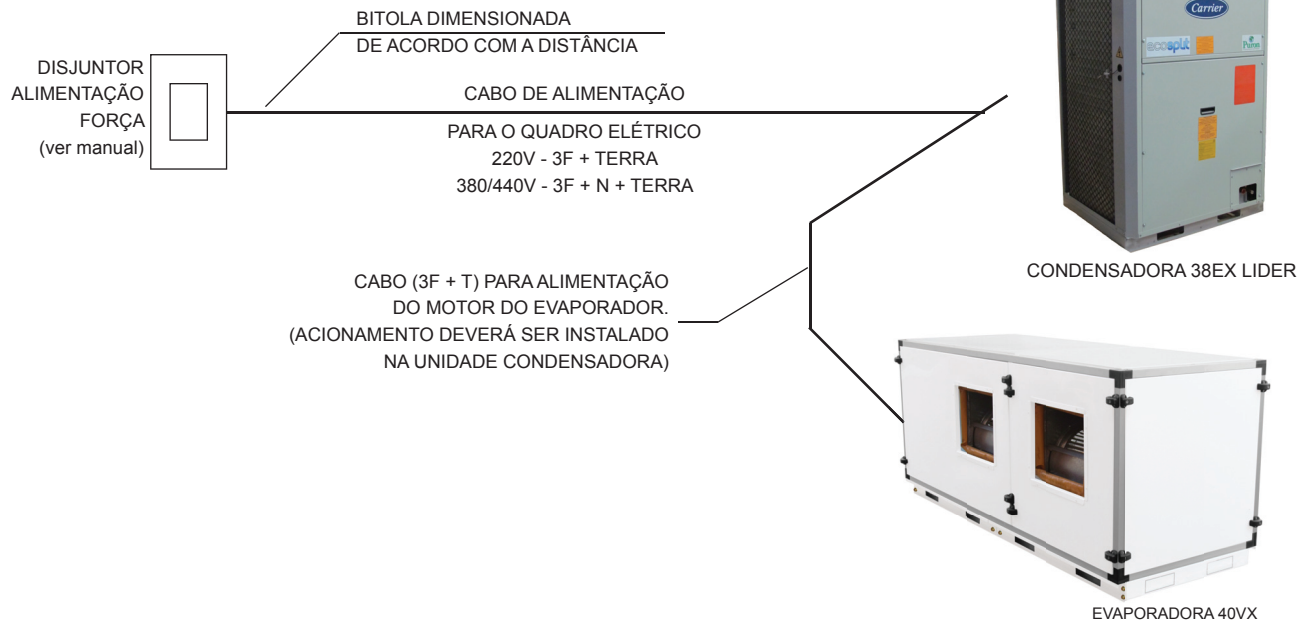 BITOLA DIMENSIONADA
DE ACORDO COM A DISTÂNCIA
DISJUNTOR
ALIMENTAÇÃO
FORÇA
(ver manual)
CABO DE ALIMENTAÇÃO
PARA O QUADRO ELÉTRICO
220V - 3F + TERRA
380/440V - 3F + N + TERRA
Carrier
ecosplit
Puron
CONDENSADORA 38EX LIDER
CABO (3F + T) PARA ALIMENTAÇÃO
DO MOTOR DO EVAPORADOR.
(ACIONAMENTO DEVERÁ SER INSTALADO
NA UNIDADE CONDENSADORA)
EVAPORADORA 40VX